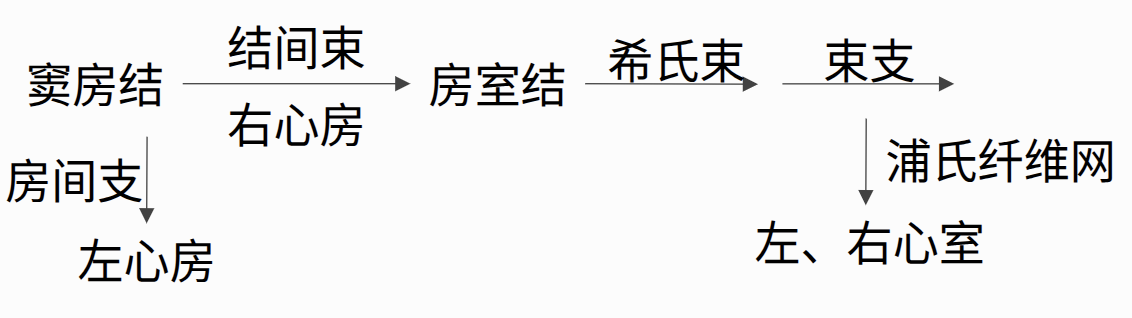 窦房结
结间束
右心房
房室结
希氏束
束支
房间支
左心房
浦氏纤维网
左、右心室